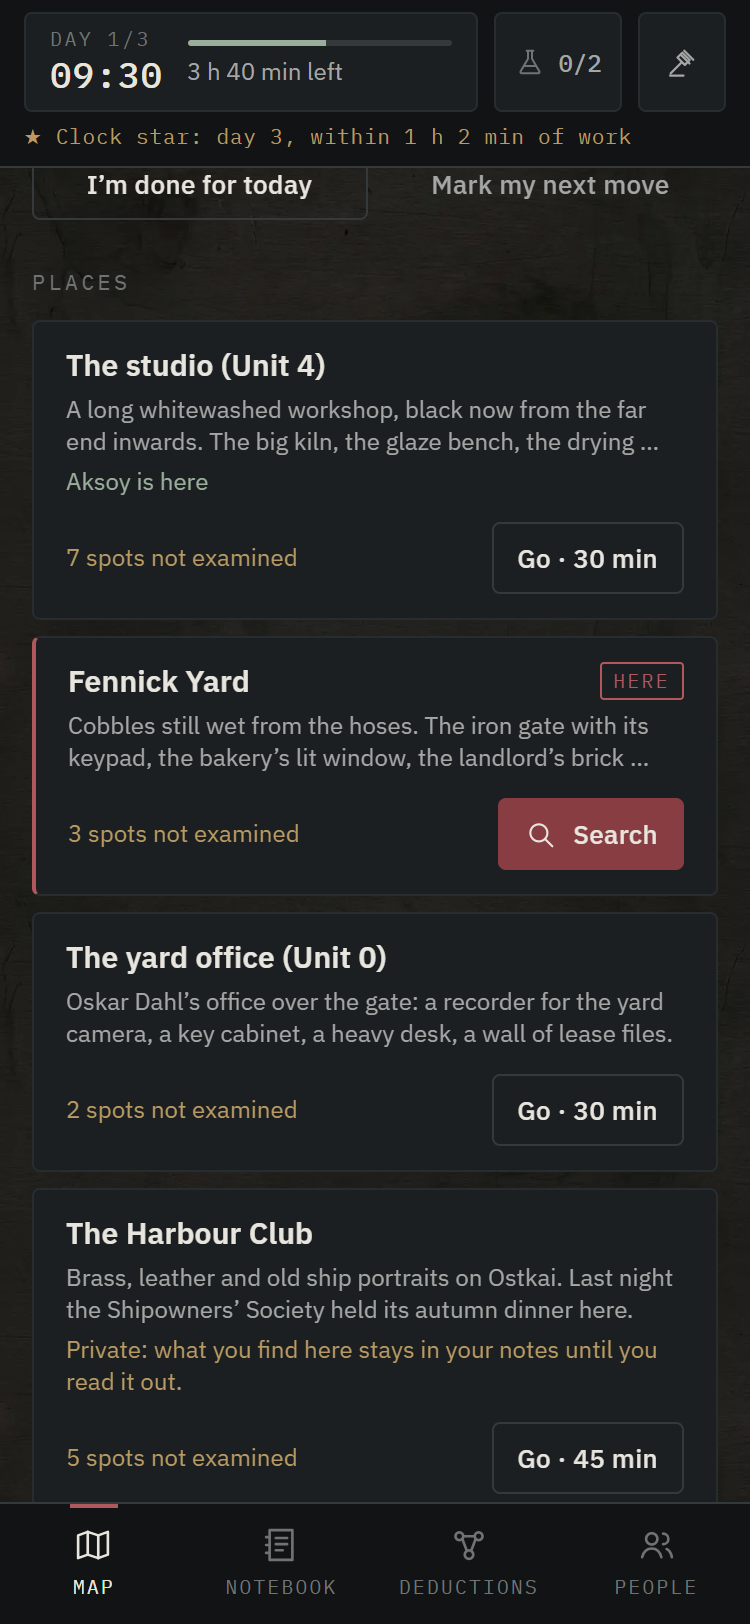 DAY 1/3
09:30
3 h 40 min left
0/2
★ Clock star: day 3, within 1 h 2 min of work
I’m done for today
Mark my next move
PLACES
The studio (Unit 4)
A long whitewashed workshop, black now from the far
end inwards. The big kiln, the glaze bench, the drying ...
Aksoy is here
7 spots not examined
Go · 30 min
Fennick Yard
HERE
Cobbles still wet from the hoses. The iron gate with its
keypad, the bakery’s lit window, the landlord’s brick ...
3 spots not examined
Search
The yard office (Unit 0)
Oskar Dahl’s office over the gate: a recorder for the yard
camera, a key cabinet, a heavy desk, a wall of lease files.
2 spots not examined
Go · 30 min
The Harbour Club
Brass, leather and old ship portraits on Ostkai. Last night
the Shipowners’ Society held its autumn dinner here.
Private: what you find here stays in your notes until you
read it out.
5 spots not examined
Go · 45 min
MAP
NOTEBOOK
DEDUCTIONS
PEOPLE